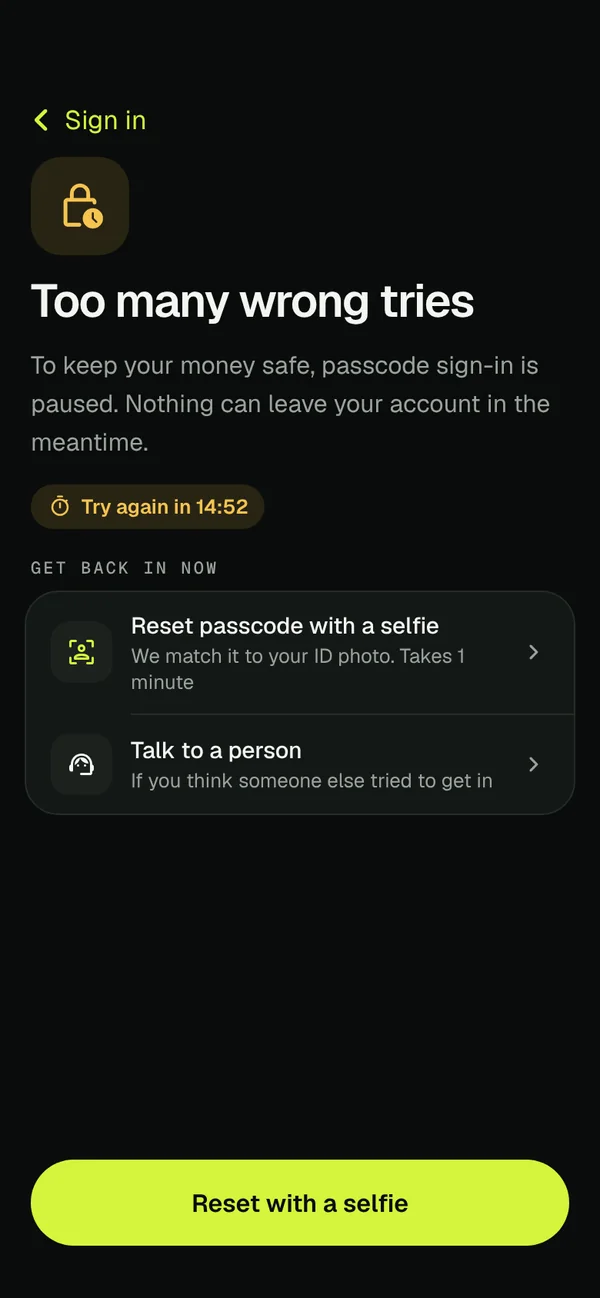 Sign in
Too many wrong tries
To keep your money safe, passcode sign-in is
paused. Nothing can leave your account in the
meantime.
Try again in 14:52
GET BACK IN NOW
Reset passcode with a selfie
We match it to your ID photo. Takes 1
minute
Talk to a person
If you think someone else tried to get in
Reset with a selfie